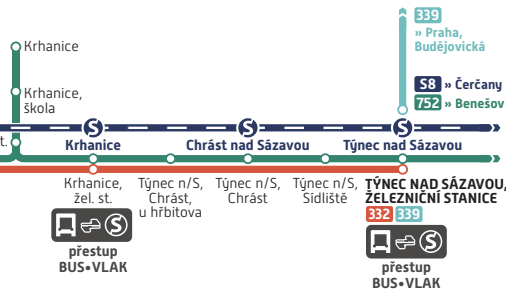 339
» Praha,
Budějovická
Krhanice
Krhanice,
škola
S8 » Čerčany
752 » Benešov
S
S
S
t.
Krhanice
Chrást nad Sázavou
Týnec nad Sázavou
Krhanice,
žel. st.
Týnec n/S,
Chrást,
u hřbitova
Týnec n/S,
Chrást
Týnec n/S,
Sídliště
TÝNEC NAD SÁZAVOU,
ŽELEZNIČNÍ STANICE
332 339
S
přestup
BUS•VLAK
S
přestup
BUS•VLAK